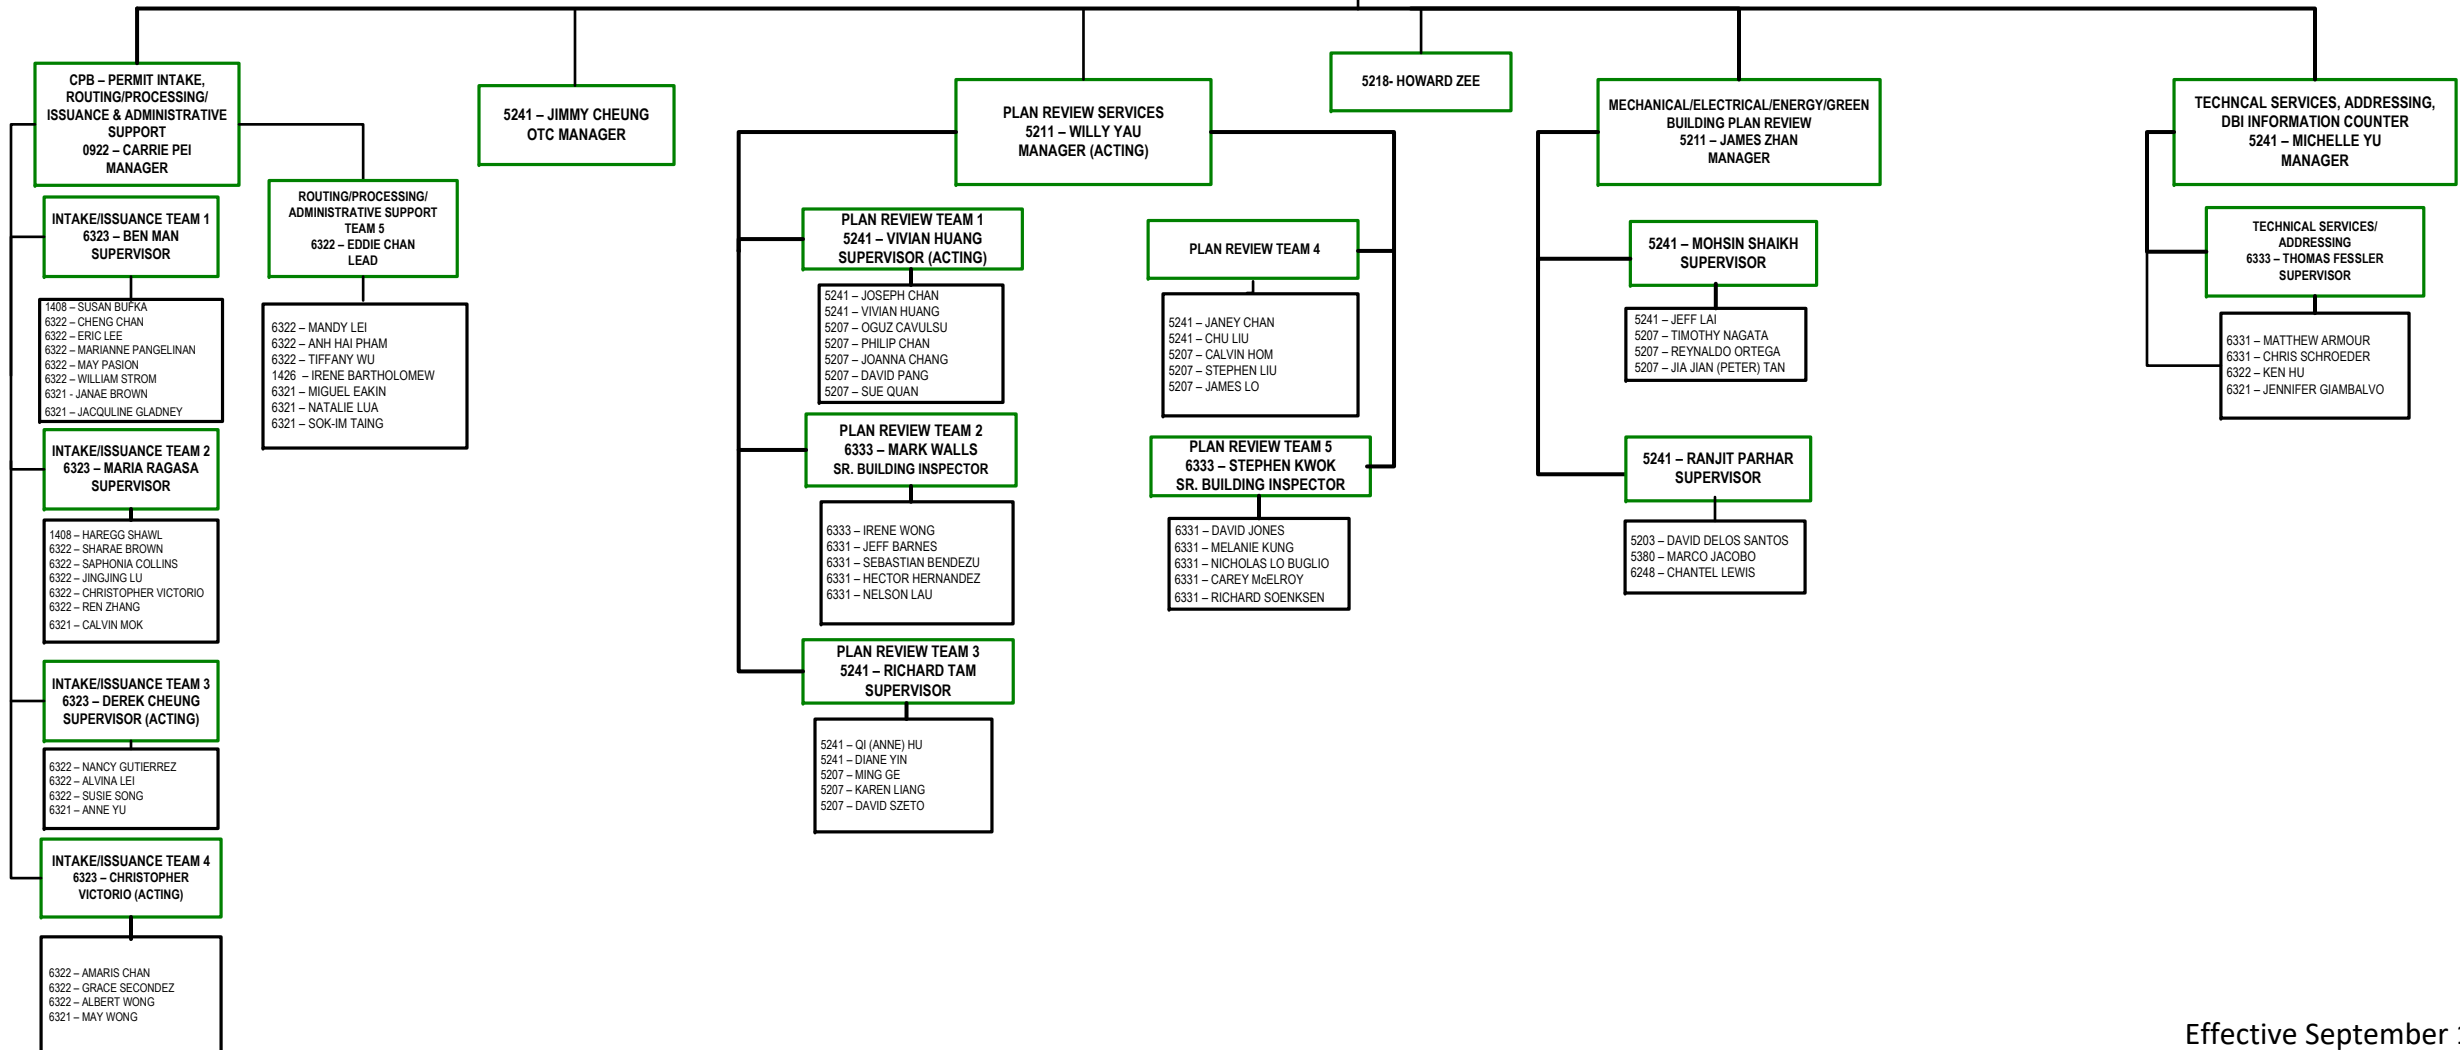 CPB – PERMIT INTAKE,
ROUTING/PROCESSING/
ISSUANCE & ADMINISTRATIVE
SUPPORT
0922 – CARRIE PEI
MANAGER
INTAKE/ISSUANCE TEAM 1
6323 – BEN MAN
SUPERVISOR
1408 – SUSAN BUFKA
6322 – CHENG CHAN
6322 – ERIC LEE
6322 – MARIANNE PANGELINAN
6322 – MAY PASION
6322 – WILLIAM STROM
6321 - JANAE BROWN
6321 – JACQULINE GLADNEY
INTAKE/ISSUANCE TEAM 2
6323 – MARIA RAGASA
SUPERVISOR
1408 – HAREGG SHAWL
6322 – SHARAE BROWN
6322 – SAPHONIA COLLINS
6322 – JINGJING LU
6322 – CHRISTOPHER VICTORIO
6322 – REN ZHANG
6321 – CALVIN MOK
INTAKE/ISSUANCE TEAM 3
6323 – DEREK CHEUNG
SUPERVISOR (ACTING)
6322 – NANCY GUTIERREZ
6322 – ALVINA LEI
6322 – SUSIE SONG
6321 – ANNE YU
INTAKE/ISSUANCE TEAM 4
6323 – CHRISTOPHER
VICTORIO (ACTING)
6322 – AMARIS CHAN
6322 – GRACE SECONDEZ
6322 – ALBERT WONG
6321 – MAY WONG
ROUTING/PROCESSING/
ADMINISTRATIVE SUPPORT
TEAM 5
6322 – EDDIE CHAN
LEAD
6322 – MANDY LEI
6322 – ANH HAI PHAM
6322 – TIFFANY WU
1426 – IRENE BARTHOLOMEW
6321 – MIGUEL EAKIN
6321 – NATALIE LUA
6321 – SOK-IM TAING
5241 – JIMMY CHEUNG
OTC MANAGER
PLAN REVIEW SERVICES
5211 – WILLY YAU
MANAGER (ACTING)
PLAN REVIEW TEAM 1
5241 – VIVIAN HUANG
SUPERVISOR (ACTING)
5241 – JOSEPH CHAN
5241 – VIVIAN HUANG
5207 – OGUZ CAVULSU
5207 – PHILIP CHAN
5207 – JOANNA CHANG
5207 – DAVID PANG
5207 – SUE QUAN
PLAN REVIEW TEAM 2
6333 – MARK WALLS
SR. BUILDING INSPECTOR
6333 – IRENE WONG
6331 – JEFF BARNES
6331 – SEBASTIAN BENDEZU
6331 – HECTOR HERNANDEZ
6331 – NELSON LAU
PLAN REVIEW TEAM 3
5241 – RICHARD TAM
SUPERVISOR
5241 – QI (ANNE) HU
5241 – DIANE YIN
5207 – MING GE
5207 – KAREN LIANG
5207 – DAVID SZETO
PLAN REVIEW TEAM 4
5241 – JANEY CHAN
5241 – CHU LIU
5207 – CALVIN HOM
5207 – STEPHEN LIU
5207 – JAMES LO
PLAN REVIEW TEAM 5
6333 – STEPHEN KWOK
SR. BUILDING INSPECTOR
6331 – DAVID JONES
6331 – MELANIE KUNG
6331 – NICHOLAS LO BUGLIO
6331 – CAREY McELROY
6331 – RICHARD SOENKSEN
5218- HOWARD ZEE
MECHANICAL/ELECTRICAL/ENERGY/GREEN
BUILDING PLAN REVIEW
5211 – JAMES ZHAN
MANAGER
5241 – MOHSIN SHAIKH
SUPERVISOR
5241 – JEFF LAI
5207 – TIMOTHY NAGATA
5207 – REYNALDO ORTEGA
5207 – JIA JIAN (PETER) TAN
5241 – RANJIT PARHAR
SUPERVISOR
5203 – DAVID DELOS SANTOS
5380 – MARCO JACOBO
6248 – CHANTEL LEWIS
TECHNCAL SERVICES, ADDRESSING,
DBI INFORMATION COUNTER
5241 – MICHELLE YU
MANAGER
TECHNICAL SERVICES/
ADDRESSING
6333 – THOMAS FESSLER
SUPERVISOR
6331 – MATTHEW ARMOUR
6331 – CHRIS SCHROEDER
6322 – KEN HU
6321 – JENNIFER GIAMBALVO
Effective September